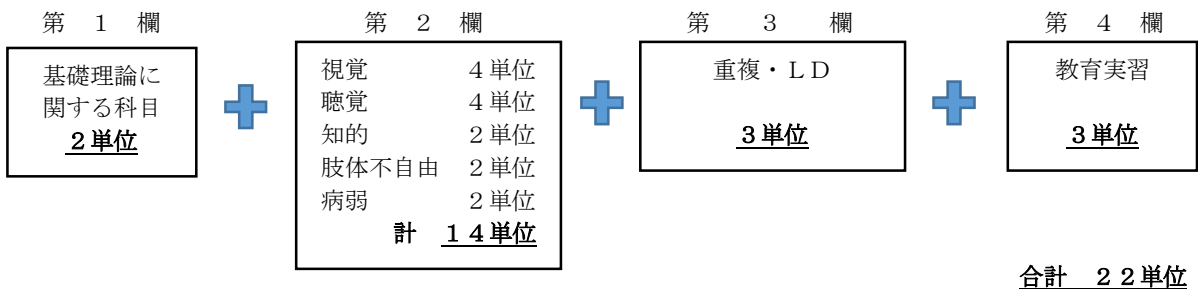 第　1　欄
基礎理論に
関する科目
２単位
第　2　欄
視覚　４単位
聴覚　４単位
知的　２単位
肢体不自由　２単位
病弱　２単位
計　１４単位
第　3　欄
重複・ＬＤ
３単位
第　4　欄
教育実習
３単位
合計　２２単位